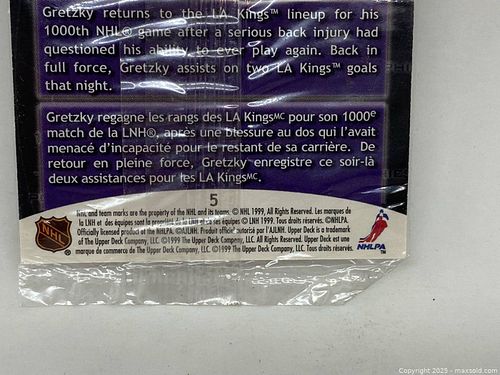 Gretzky returns to the LA Kings™ lineup for his
1000th NHL® game after a serious back injury had
questioned his ability to ever play again. Back in
full force, Gretzky assists on two LA Kings™ goals
that night.
Gretzky regagne les rangs des LA Kingsᴹᶜ pour son 1000ᵉ
match de la LNH®, après une blessure au dos qui l'avait
menacé d'incapacité pour le restant de sa carrière. De
retour en pleine force, Gretzky enregistre ce soir-là
deux assistances pour les LA Kingsᴹᶜ.
5
NHL and team marks are the property of the NHL and its teams. © NHL 1999, All Rights Reserved. Les marques de
la LNH et des équipes sont la propriété de la LNH et de ses équipes © LNH 1999. Tous droits réservés. ©NHLPA.
Officially licensed product of the NHLPA. ©AJLNH. Produit officiel autorisé par l'AJLNH. Upper Deck is a trademark
of The Upper Deck Company, LLC. ©1999 The Upper Deck Company, LLC. All Rights Reserved. Upper Deck est une
marque de commerce de The Upper Deck Company, LLC. ©1999 The Upper Deck Company, LLC. Tous droits réservés.
NHL
®
NHLPA
™
Copyright 2025 - maxsold.com